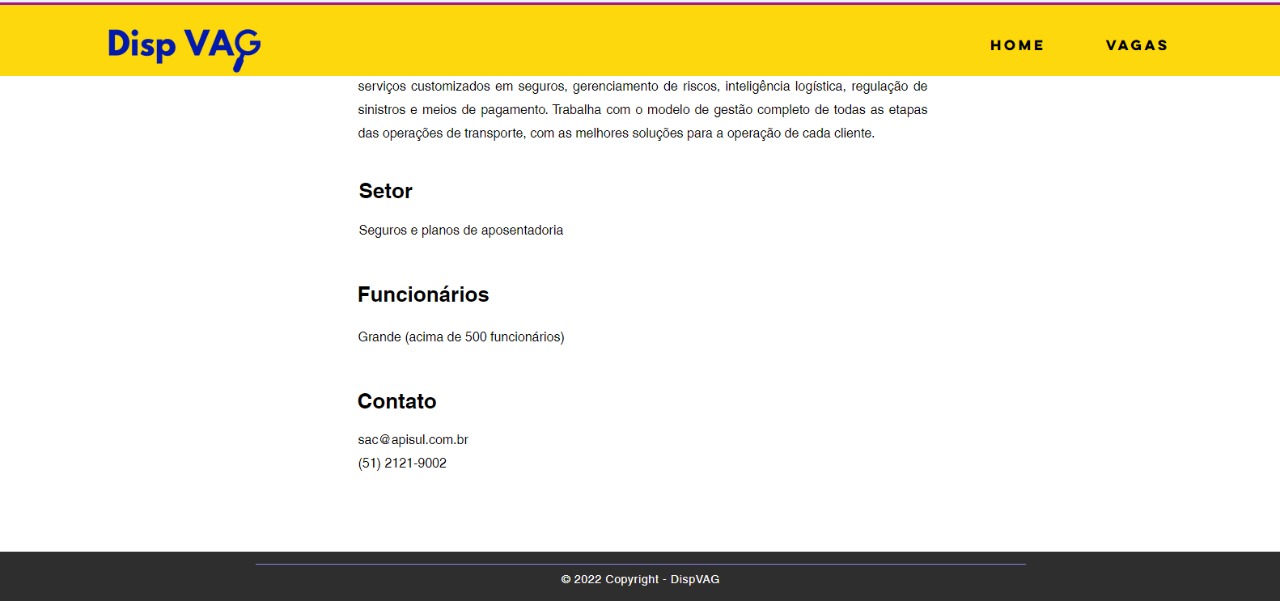 Disp VAG
HOME
VAGAS
serviços customizados em seguros, gerenciamento de riscos, inteligência logística, regulação de
sinistros e meios de pagamento. Trabalha com o modelo de gestão completo de todas as etapas
das operações de transporte, com as melhores soluções para a operação de cada cliente.
Setor
Seguros e planos de aposentadoria
Funcionários
Grande (acima de 500 funcionários)
Contato
sac@apisul.com.br
(51) 2121-9002
© 2022 Copyright - DispVAG